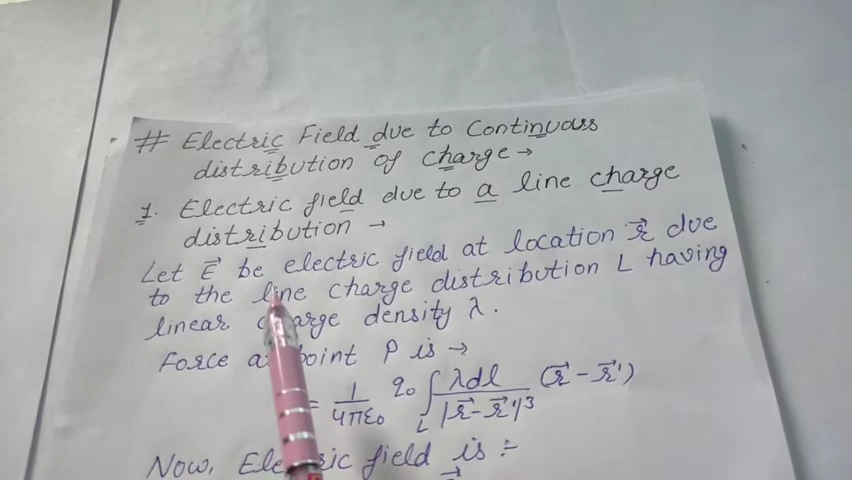 # Electric Field due to Continuous
distribution of charge →
1. Electric field due to a line charge
distribution →
Let E⃗ be electric field at location r⃗ due
to the line charge distribution L having
linear charge density λ.
Force at point P is →
= 1/4πε₀ q₀ ∫_L λdl/|r⃗ - r⃗'|³ (r⃗ - r⃗')
Now, Electric field is :-